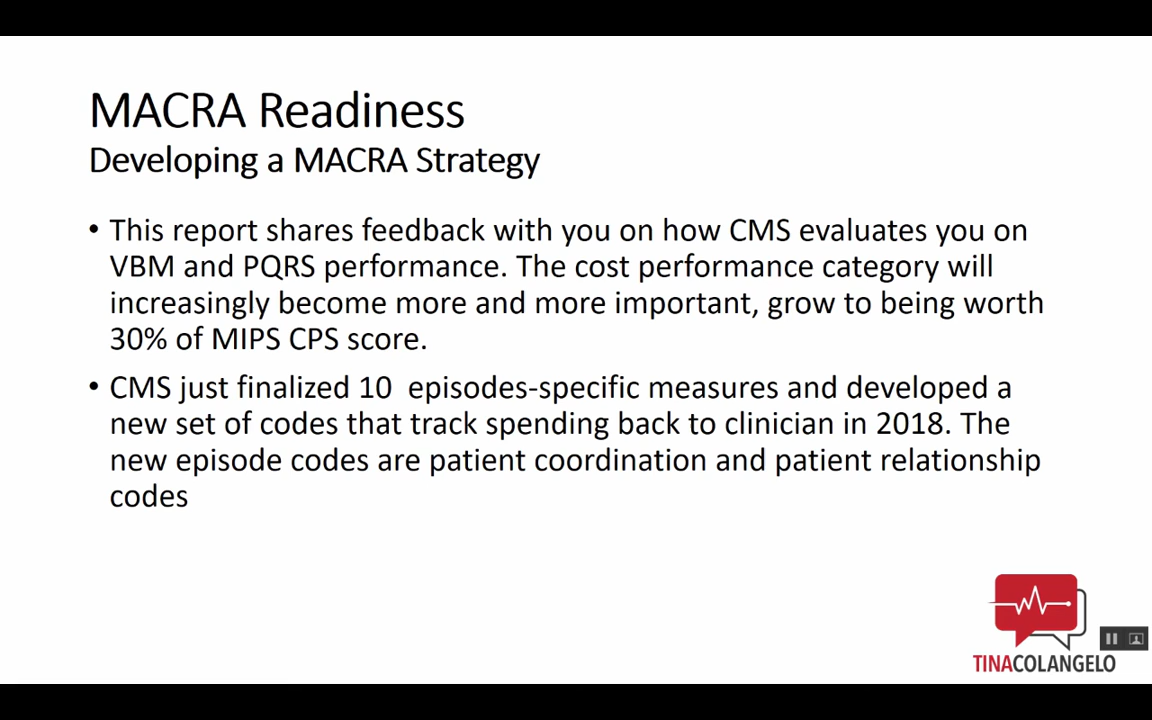 MACRA Readiness
Developing a MACRA Strategy
• This report shares feedback with you on how CMS evaluates you on
VBM and PQRS performance. The cost performance category will
increasingly become more and more important, grow to being worth
30% of MIPS CPS score.
• CMS just finalized 10  episodes-specific measures and developed a
new set of codes that track spending back to clinician in 2018. The
new episode codes are patient coordination and patient relationship
codes
TINACOLANGELO